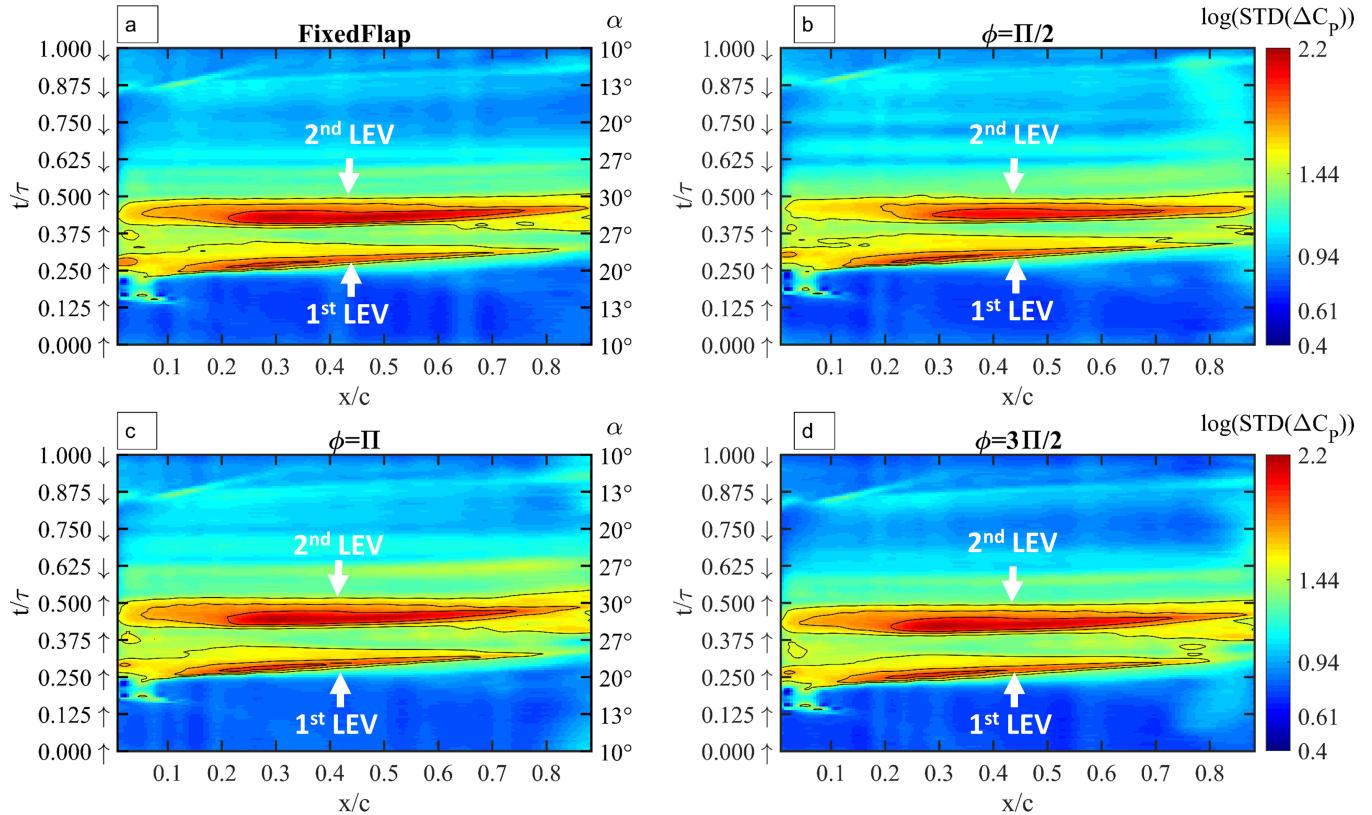 a
FixedFlap
α
1.000 ↓ 10°
0.875 ↓ 13°
0.750 ↓ 20°
0.625 ↓ 27°
0.500 ↑ 30°
0.375 ↑ 27°
0.250 ↑ 20°
0.125 ↑ 13°
0.000 ↑ 10°
t/τ
2nd LEV
1st LEV
0.1 0.2 0.3 0.4 0.5 0.6 0.7 0.8
x/c
b
ϕ=Π/2
log(STD(ΔCP))
1.000 ↓
0.875 ↓
0.750 ↓
0.625 ↓
0.500 ↑
0.375 ↑
0.250 ↑
0.125 ↑
0.000 ↑
t/τ
2nd LEV
1st LEV
0.1 0.2 0.3 0.4 0.5 0.6 0.7 0.8
x/c
2.2
1.44
0.94
0.61
0.4
c
ϕ=Π
α
1.000 ↓ 10°
0.875 ↓ 13°
0.750 ↓ 20°
0.625 ↓ 27°
0.500 ↑ 30°
0.375 ↑ 27°
0.250 ↑ 20°
0.125 ↑ 13°
0.000 ↑ 10°
t/τ
2nd LEV
1st LEV
0.1 0.2 0.3 0.4 0.5 0.6 0.7 0.8
x/c
d
ϕ=3Π/2
log(STD(ΔCP))
1.000 ↓
0.875 ↓
0.750 ↓
0.625 ↓
0.500 ↑
0.375 ↑
0.250 ↑
0.125 ↑
0.000 ↑
t/τ
2nd LEV
1st LEV
0.1 0.2 0.3 0.4 0.5 0.6 0.7 0.8
x/c
2.2
1.44
0.94
0.61
0.4